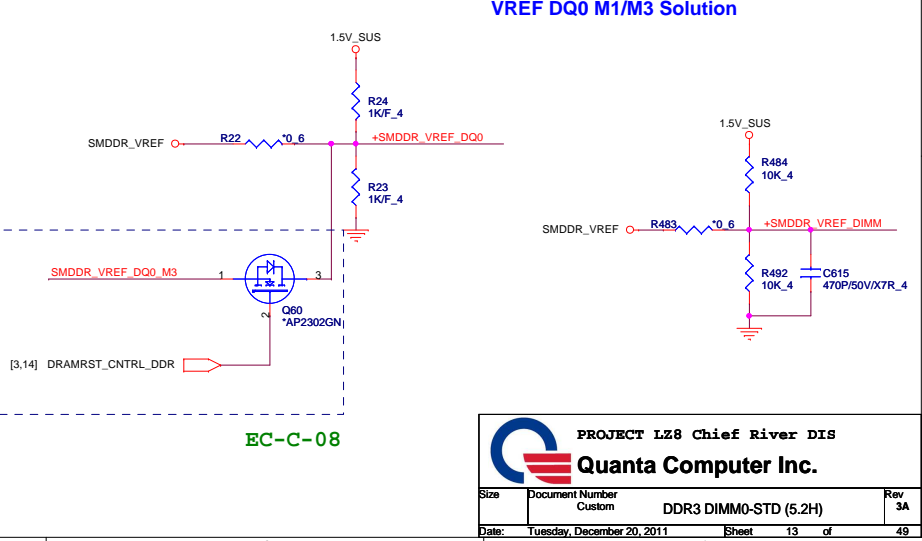 VREF DQ0 M1/M3 Solution
1.5V_SUS
R24
1K/F_4
SMDDR_VREF
R22
*0_6
+SMDDR_VREF_DQ0
R23
1K/F_4
1.5V_SUS
R484
10K_4
SMDDR_VREF
R483
*0_6
+SMDDR_VREF_DIMM
R492
10K_4
C615
470P/50V/X7R_4
SMDDR_VREF_DQ0_M3
1
3
2
Q60
*AP2302GN
[3,14] DRAMRST_CNTRL_DDR
EC-C-08
PROJECT LZ8 Chief River DIS
Quanta Computer Inc.
Size
Document Number
Rev
Custom
DDR3 DIMM0-STD (5.2H)
3A
Date: Tuesday, December 20, 2011 Sheet 13 of 49